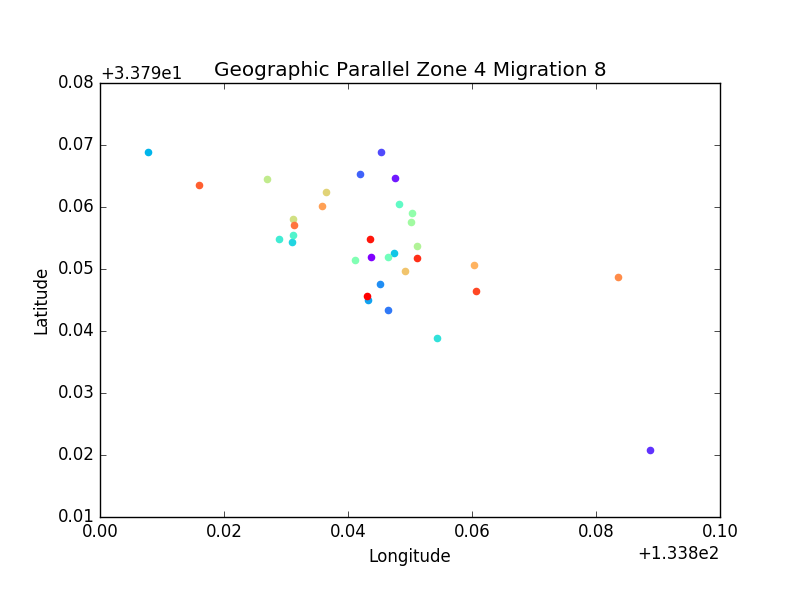 +3.379e1
Geographic Parallel Zone 4 Migration 8
0.08
0.07
0.06
0.05
0.04
0.03
0.02
0.01
Latitude
0.00 0.02 0.04 0.06 0.08 0.10
Longitude
+1.338e2